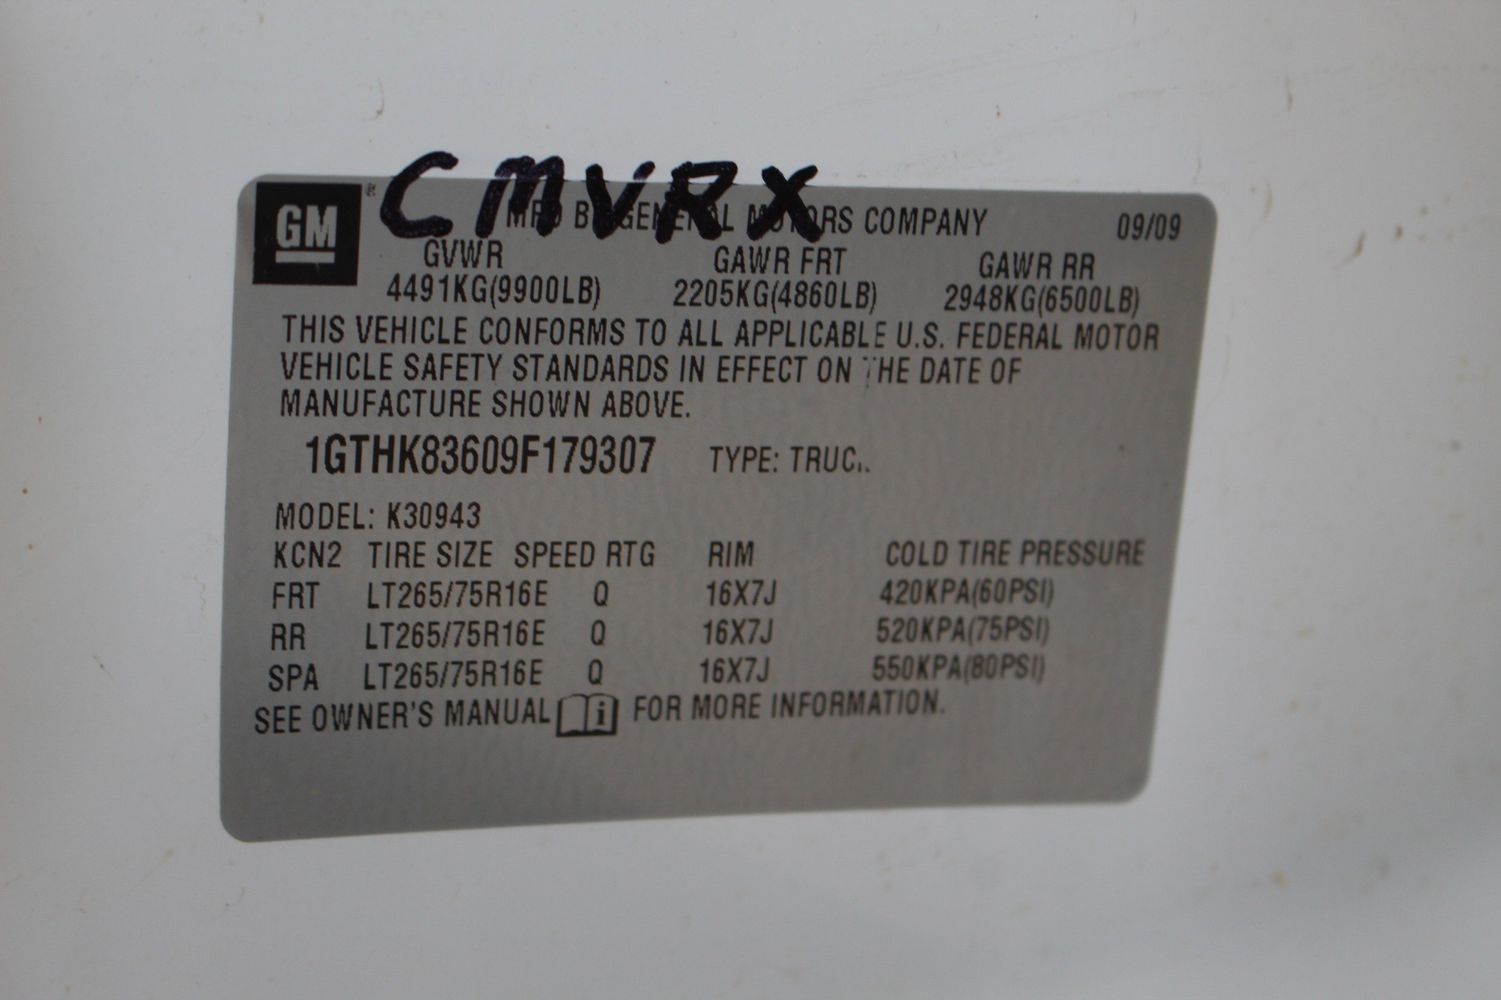 CMVRX
GM ®
MFD BY GENERAL MOTORS COMPANY 09/09
GVWR GAWR FRT GAWR RR
4491KG(9900LB) 2205KG(4860LB) 2948KG(6500LB)
THIS VEHICLE CONFORMS TO ALL APPLICABLE U.S. FEDERAL MOTOR
VEHICLE SAFETY STANDARDS IN EFFECT ON THE DATE OF
MANUFACTURE SHOWN ABOVE.
1GTHK83609F179307 TYPE: TRUCK
MODEL: K30943
KCN2 TIRE SIZE SPEED RTG RIM COLD TIRE PRESSURE
FRT LT265/75R16E Q 16X7J 420KPA(60PSI)
RR LT265/75R16E Q 16X7J 520KPA(75PSI)
SPA LT265/75R16E Q 16X7J 550KPA(80PSI)
SEE OWNER'S MANUAL i FOR MORE INFORMATION.